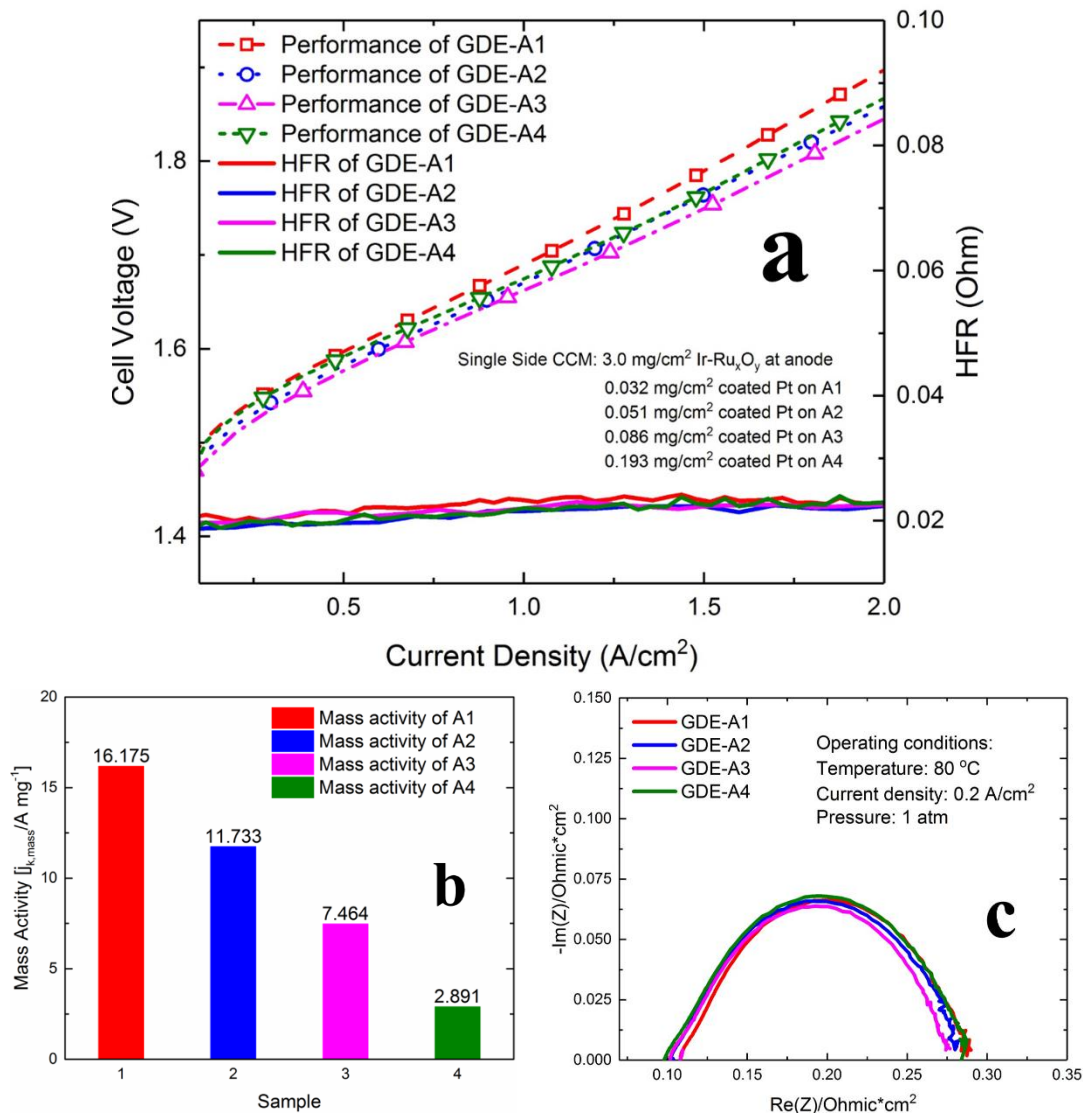 Performance of GDE-A1
Performance of GDE-A2
Performance of GDE-A3
Performance of GDE-A4
HFR of GDE-A1
HFR of GDE-A2
HFR of GDE-A3
HFR of GDE-A4
a
Single Side CCM: 3.0 mg/cm² Ir-RuₓOᵧ at anode
0.032 mg/cm² coated Pt on A1
0.051 mg/cm² coated Pt on A2
0.086 mg/cm² coated Pt on A3
0.193 mg/cm² coated Pt on A4
Cell Voltage (V)
1.8
1.6
1.4
HFR (Ohm)
0.10
0.08
0.06
0.04
0.02
0.5
1.0
1.5
2.0
Current Density (A/cm²)
Mass Activity [jk,mass/A mg⁻¹]
20
15
10
5
0
Mass activity of A1
Mass activity of A2
Mass activity of A3
Mass activity of A4
16.175
11.733
7.464
2.891
b
1
2
3
4
Sample
-Im(Z)/Ohmic*cm²
0.150
0.125
0.100
0.075
0.050
0.025
0.000
GDE-A1
GDE-A2
GDE-A3
GDE-A4
Operating conditions:
Temperature: 80 °C
Current density: 0.2 A/cm²
Pressure: 1 atm
c
0.10
0.15
0.20
0.25
0.30
0.35
Re(Z)/Ohmic*cm²